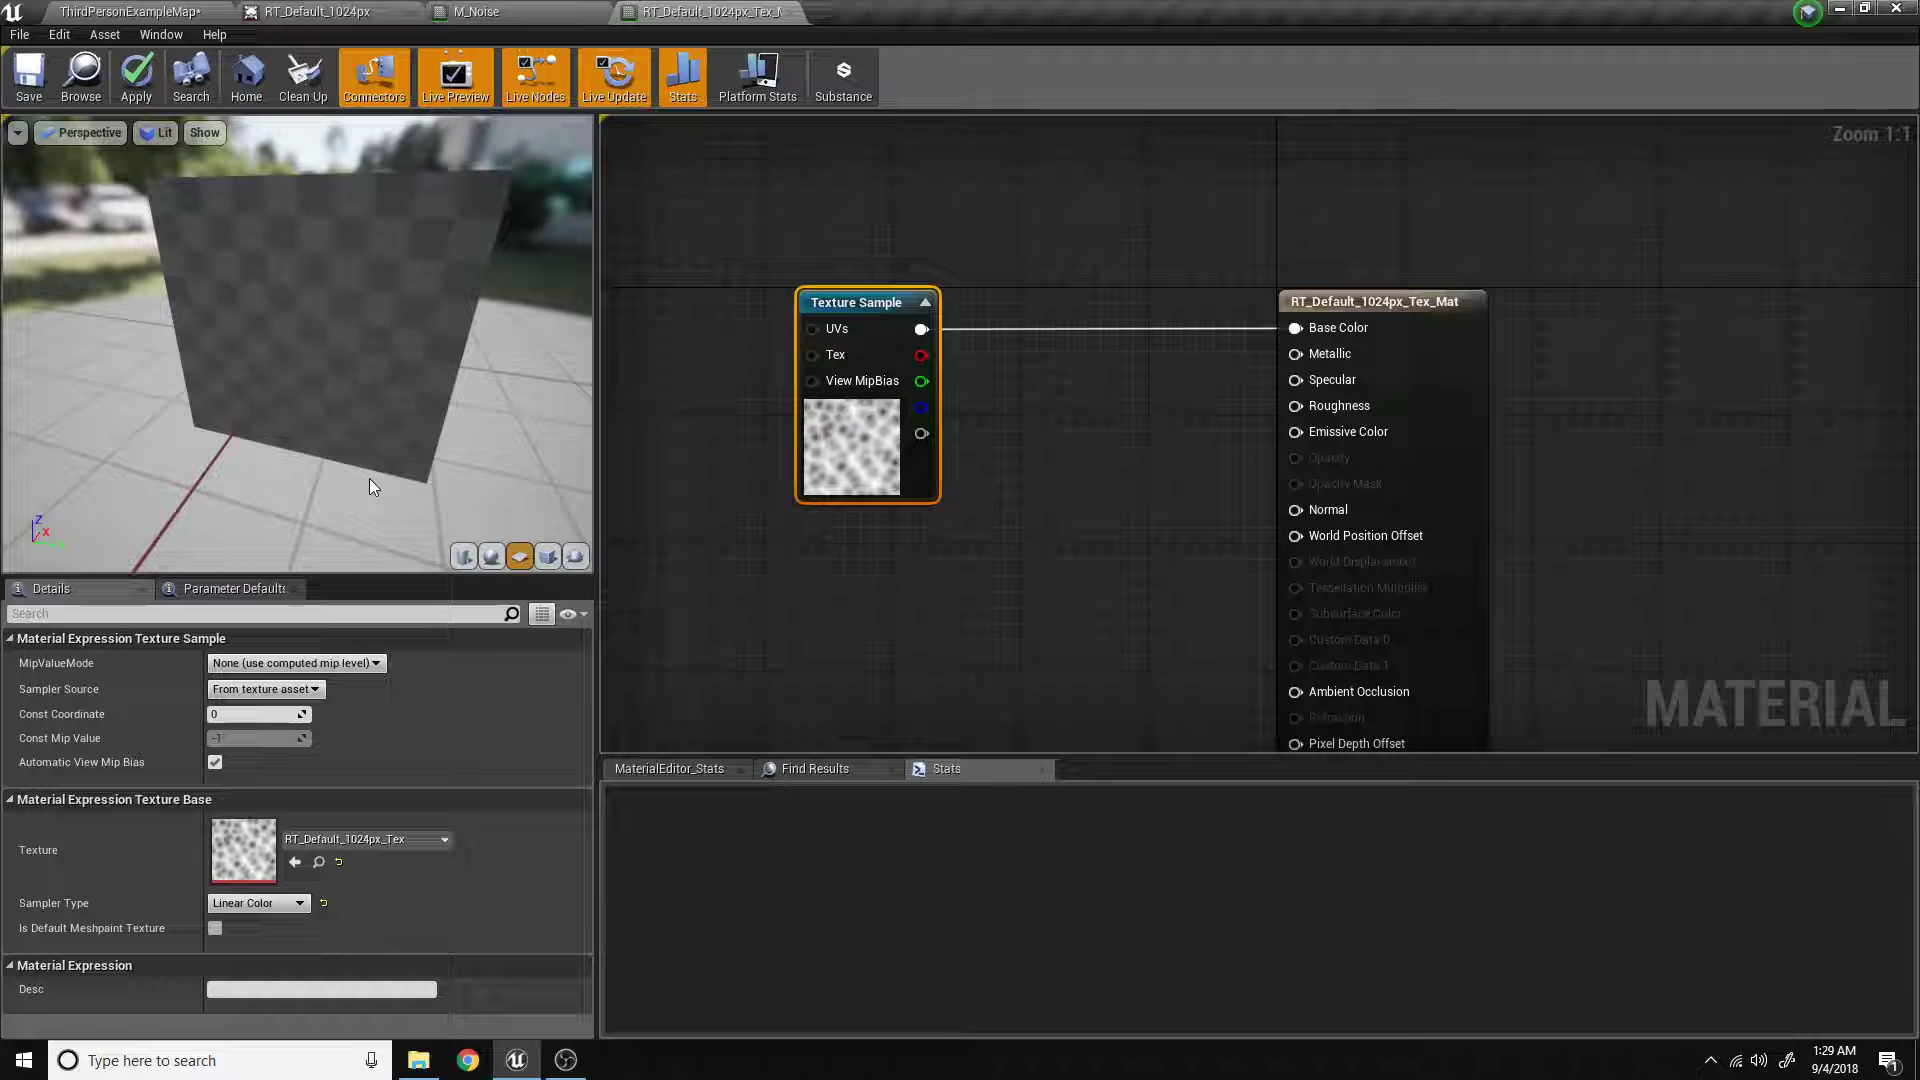 ThirdPersonExampleMap*
RT_Default_1024px
M_Noise
RT_Default_1024px_Tex_M
File
Edit
Asset
Window
Help
Save
Browse
Apply
Search
Home
Clean Up
Connectors
Live Preview
Live Nodes
Live Update
Stats
Platform Stats
Substance
Perspective
Lit
Show
Zoom 1:1
Texture Sample
UVs
Tex
View MipBias
RT_Default_1024px_Tex_Mat
Base Color
Metallic
Specular
Roughness
Emissive Color
Opacity
Opacity Mask
Normal
World Position Offset
World Displacement
Tessellation Multiplier
Subsurface Color
Custom Data 0
Custom Data 1
Ambient Occlusion
Refraction
Pixel Depth Offset
MATERIAL
Z
X
Details
Parameter Defaults
Search
Material Expression Texture Sample
MipValueMode
None (use computed mip level)
Sampler Source
From texture asset
Const Coordinate
0
Const Mip Value
-1
Automatic View Mip Bias
Material Expression Texture Base
Texture
RT_Default_1024px_Tex
Sampler Type
Linear Color
Is Default Meshpaint Texture
Material Expression
Desc
MaterialEditor_Stats
Find Results
Stats
Type here to search
1:29 AM
9/4/2018
1